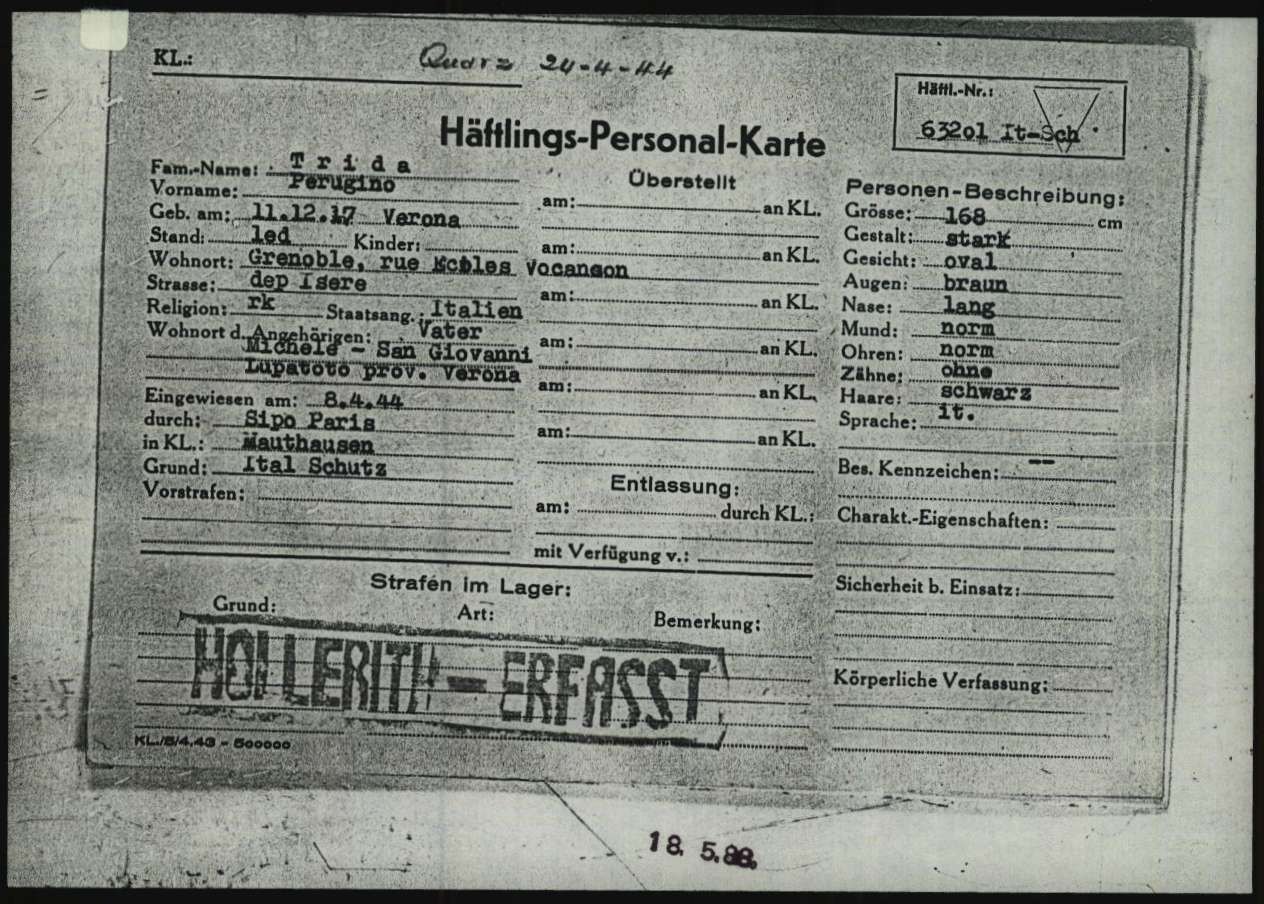 KL.: Quarz 24-4-44
Häftl.-Nr.:
63201 It-Sch
Häftlings-Personal-Karte
Fam.-Name: Trida
Vorname: Perugino
Geb. am: 11.12.17 Verona
Stand: led Kinder:
Wohnort: Grenoble, rue Vocanson
Strasse: dep Isere
Religion: rk Staatsang.: Italien
Wohnort d. Angehörigen: Vater
Michele - San Giovanni
Lupatoto prov. Verona
Eingewiesen am: 8.4.44
durch: Sipo Paris
in KL.: Mauthausen
Grund: Ital Schutz
Vorstrafen:
Überstellt
am: an KL.
am: an KL.
am: an KL.
am: an KL.
am: an KL.
am: an KL.
Entlassung:
am: durch KL.:
mit Verfügung v.:
Personen-Beschreibung:
Grösse: 168 cm
Gestalt: stark
Gesicht: oval
Augen: braun
Nase: lang
Mund: norm
Ohren: norm
Zähne: ohne
Haare: schwarz
Sprache: it.
Bes. Kennzeichen: --
Charakt.-Eigenschaften:
Sicherheit b. Einsatz:
Körperliche Verfassung:
Strafen im Lager:
Grund: Art: Bemerkung:
HOLLERITH - ERFASST
KL./5/4.43 - 500000
18. 5.88.